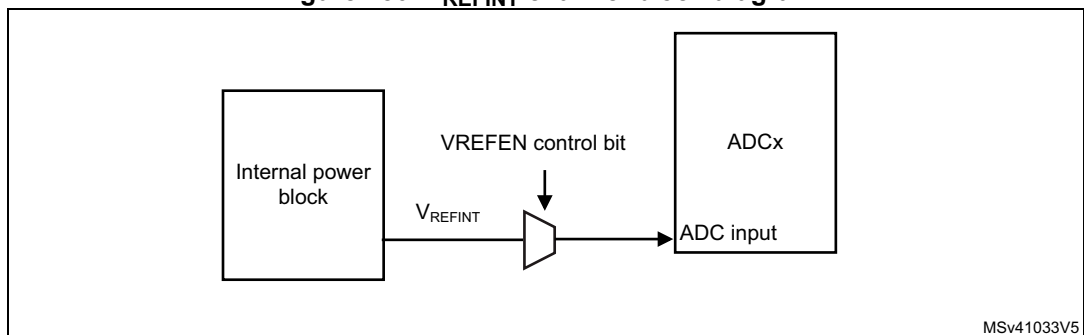 VREFEN control bit
ADCx
Internal power
block
VREFINT
ADC input
MSv41033V5